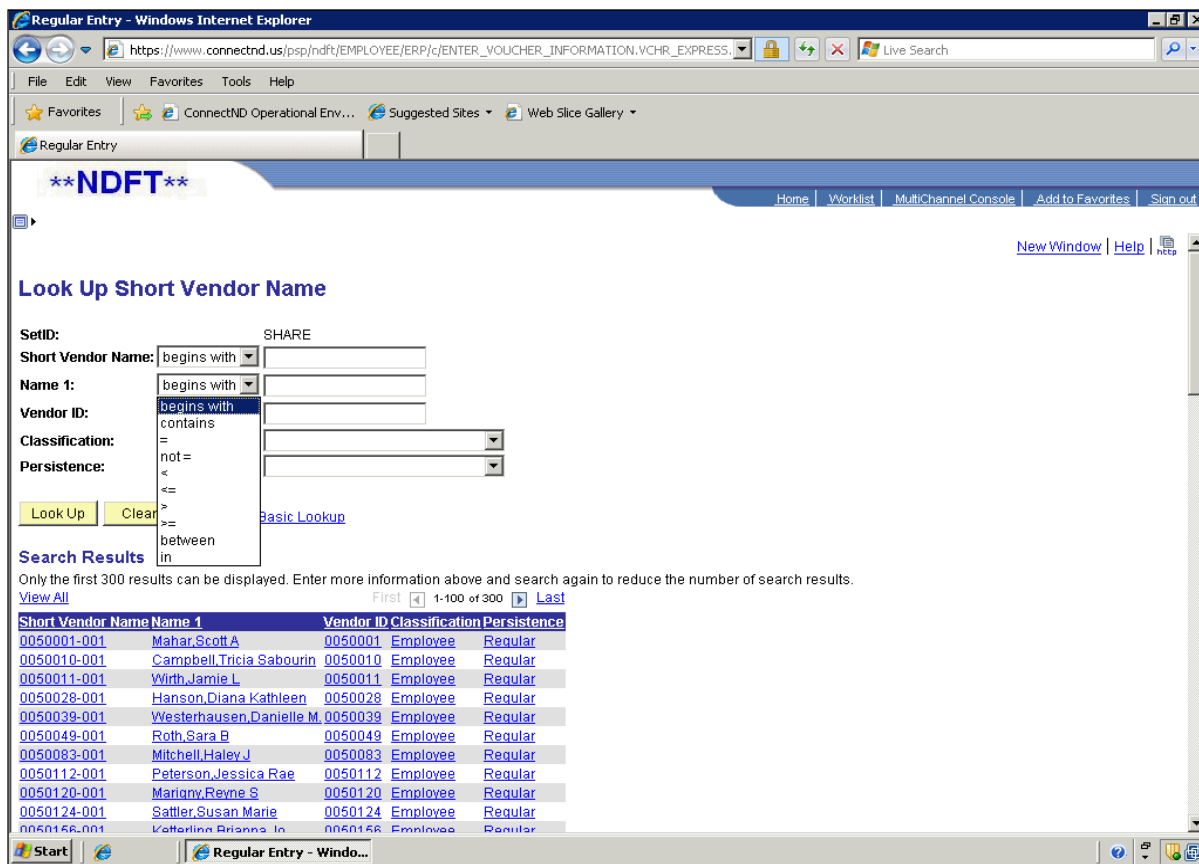 Regular Entry - Windows Internet Explorer
https://www.connectnd.us/psp/ndft/EMPLOYEE/ERP/c/ENTER_VOUCHER_INFORMATION.VCHR_EXPRESS. Live Search
File Edit View Favorites Tools Help
Favorites ConnectND Operational Env... Suggested Sites Web Slice Gallery
Regular Entry
**NDFT**
Home Worklist MultiChannel Console Add to Favorites Sign out
New Window | Help | http
Look Up Short Vendor Name
SetID: SHARE
Short Vendor Name: begins with
Name 1: begins with
begins with
Vendor ID:
contains
Classification: =
not =
Persistence: <
<=
>
Look Up Clear Basic Lookup
>=
between
in
Search Results
Only the first 300 results can be displayed. Enter more information above and search again to reduce the number of search results.
View All First 1-100 of 300 Last
Short Vendor Name Name 1 Vendor ID Classification Persistence
0050001-001 Mahar,Scott A 0050001 Employee Regular
0050010-001 Campbell,Tricia Sabourin 0050010 Employee Regular
0050011-001 Wirth,Jamie L 0050011 Employee Regular
0050028-001 Hanson,Diana Kathleen 0050028 Employee Regular
0050039-001 Westerhausen,Danielle M. 0050039 Employee Regular
0050049-001 Roth,Sara B 0050049 Employee Regular
0050083-001 Mitchell,Haley J 0050083 Employee Regular
0050112-001 Peterson,Jessica Rae 0050112 Employee Regular
0050120-001 Marigny,Reyne S 0050120 Employee Regular
0050124-001 Sattler,Susan Marie 0050124 Employee Regular
0050156-001 Ketterling,Brianna Jo 0050156 Employee Regular
Start Regular Entry - Windo...